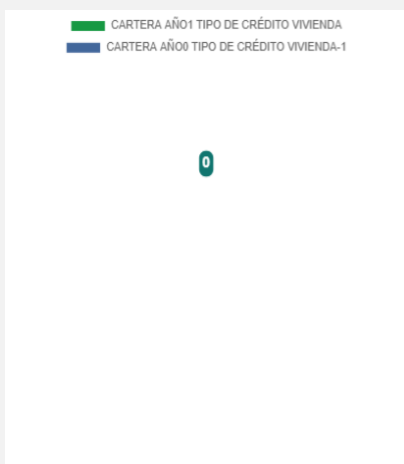 CARTERA AÑO1 TIPO DE CRÉDITO VIVIENDA
CARTERA AÑO0 TIPO DE CRÉDITO VIVIENDA-1
0